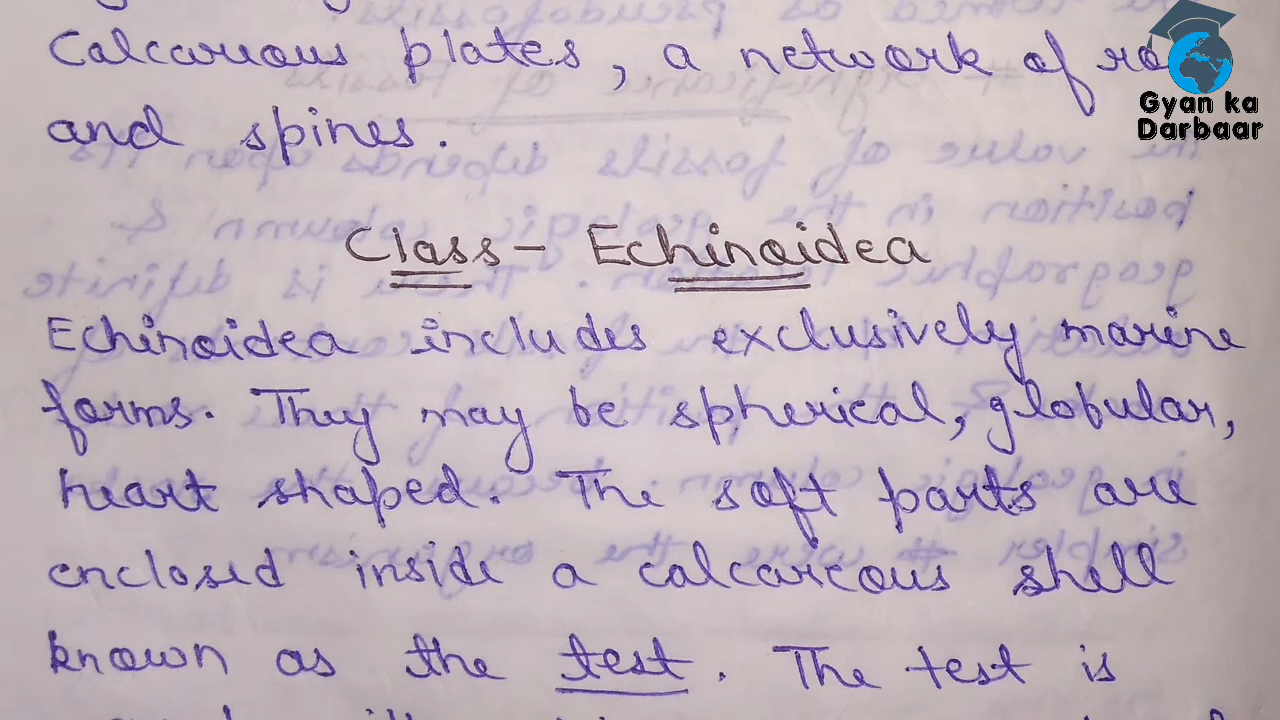 calcareous plates, a network of
and spines.
Gyan ka
Darbaar
Class - Echinoidea
Echinoidea includes exclusively marine
forms. They may be spherical, globular,
heart shaped. The soft parts are
enclosed inside a calcareous shell
known as the test. The test is